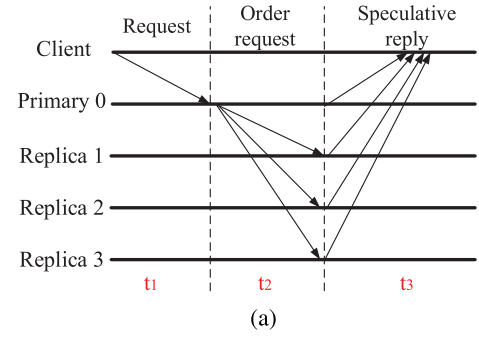 Request
Order
request
Speculative
reply
Client
Primary 0
Replica 1
Replica 2
Replica 3
t1
t2
t3
(a)